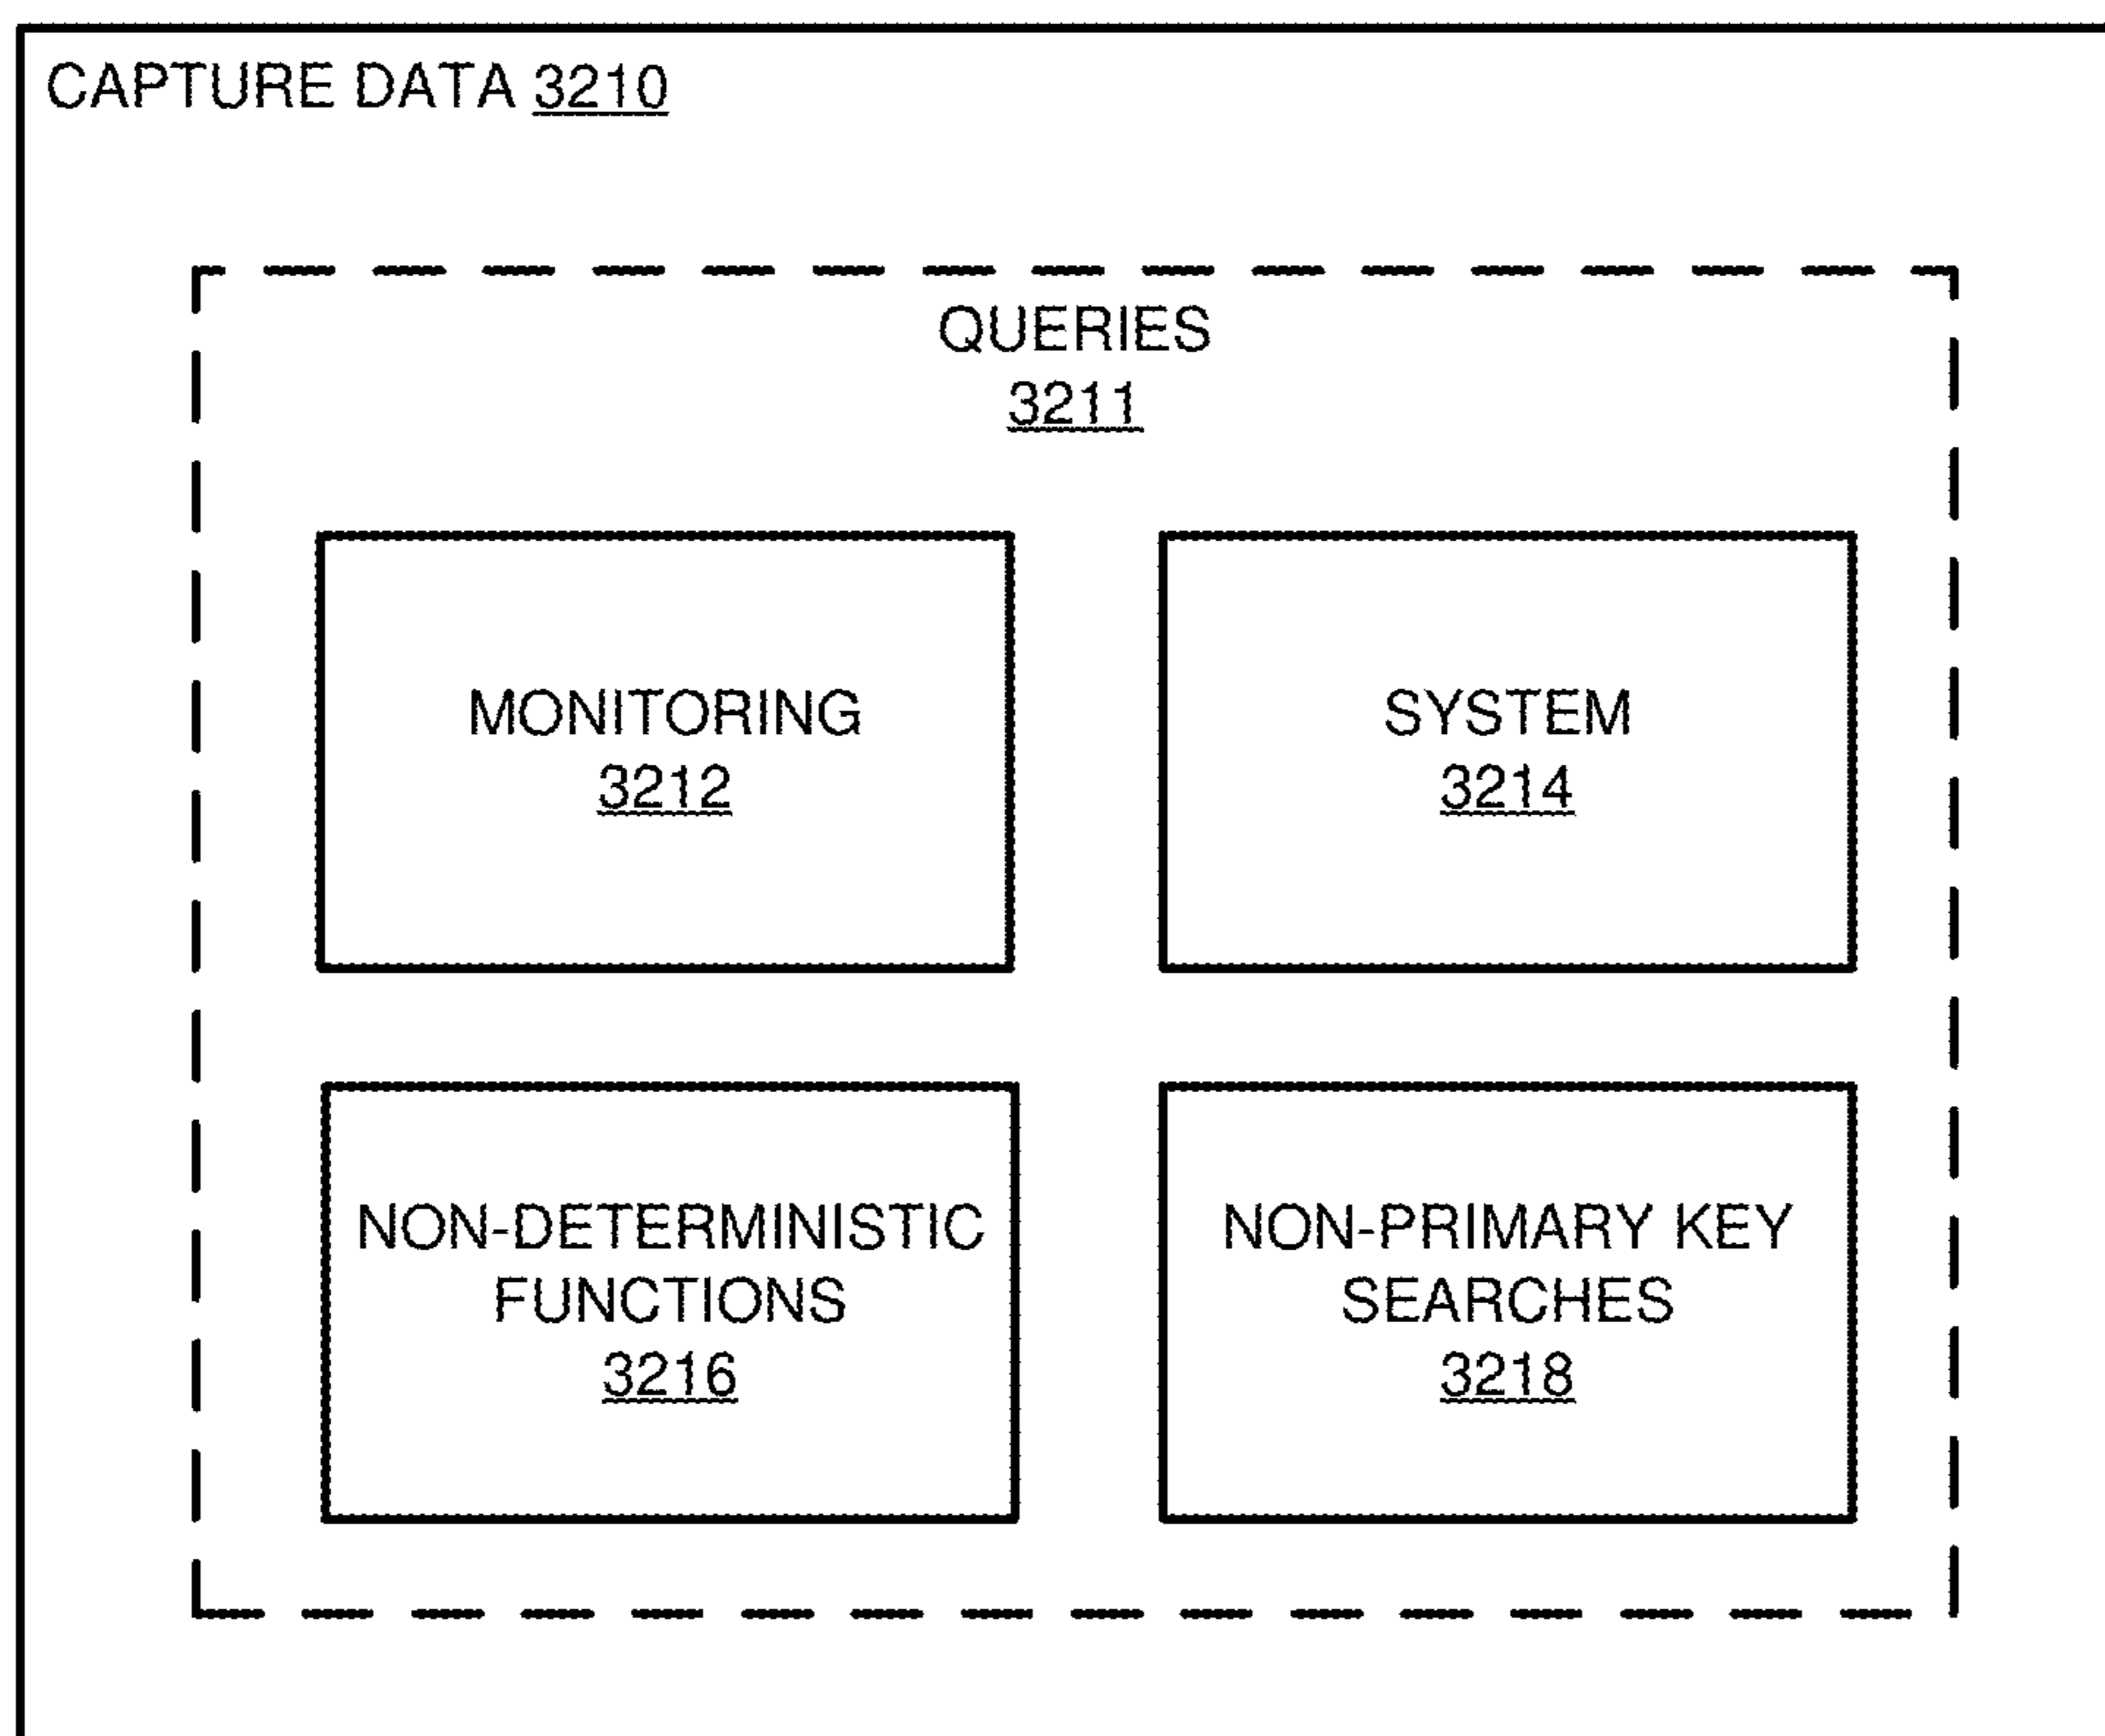 CAPTURE DATA 3210
QUERIES
3211
MONITORING
3212
SYSTEM
3214
NON-DETERMINISTIC
FUNCTIONS
3216
NON-PRIMARY KEY
SEARCHES
3218